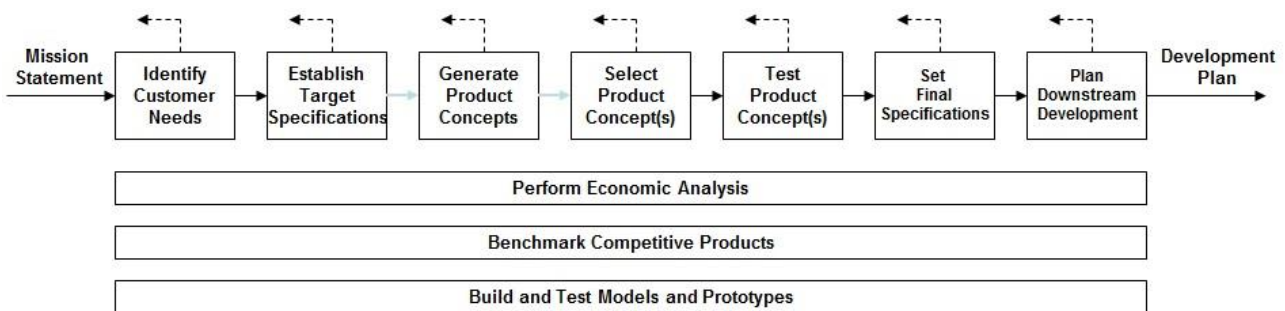 Mission
Statement
Identify
Customer
Needs
Establish
Target
Specifications
Generate
Product
Concepts
Select
Product
Concept(s)
Test
Product
Concept(s)
Set
Final
Specifications
Plan
Downstream
Development
Development
Plan
Perform Economic Analysis
Benchmark Competitive Products
Build and Test Models and Prototypes